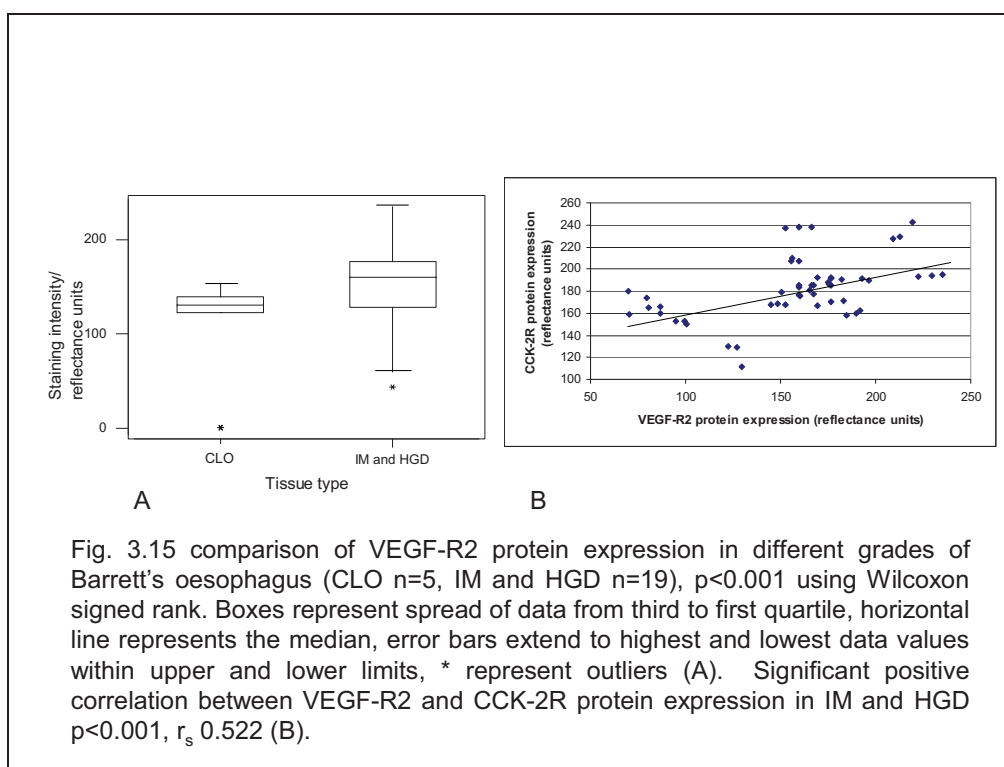 200
100
0
Staining intensity/
reflectance units
CLO
IM and HGD
Tissue type
A
260
240
220
200
180
160
140
120
100
CCK-2R protein expression
(reflectance units)
50
100
150
200
250
VEGF-R2 protein expression (reflectance units)
B
Fig. 3.15 comparison of VEGF-R2 protein expression in different grades of
Barrett's oesophagus (CLO n=5, IM and HGD n=19), p<0.001 using Wilcoxon
signed rank. Boxes represent spread of data from third to first quartile, horizontal
line represents the median, error bars extend to highest and lowest data values
within upper and lower limits, * represent outliers (A). Significant positive
correlation between VEGF-R2 and CCK-2R protein expression in IM and HGD
p<0.001, rs 0.522 (B).